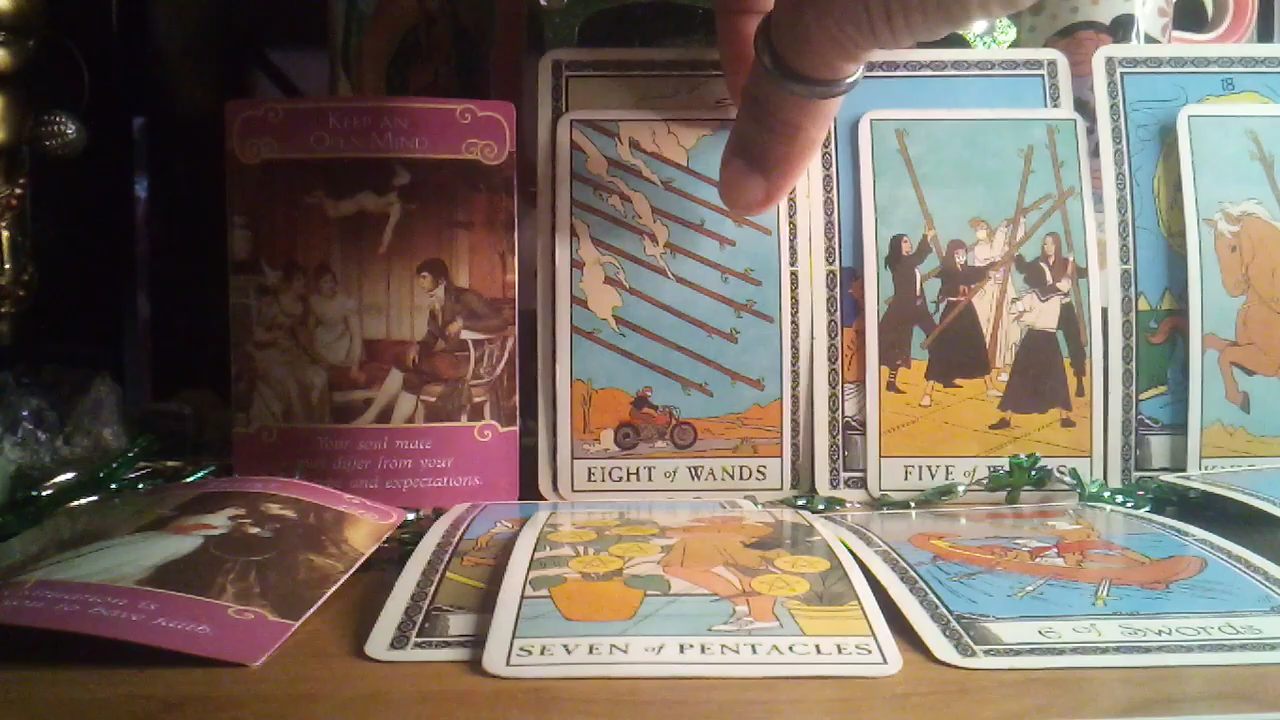 KEEP AN
OPEN MIND
Your soul mate
differ from your
and expectations.
18
EIGHT of WANDS
FIVE of
SEVEN of PENTACLES
6 of Swords
is
to have faith.